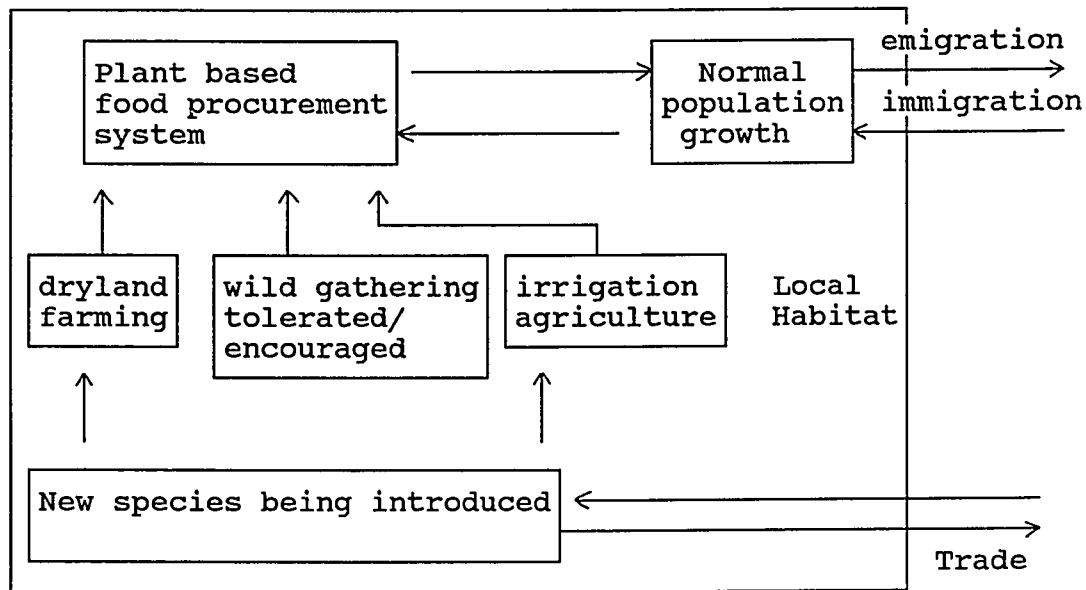 Plant based
food procurement
system
Normal
population
growth
emigration
immigration
dryland
farming
wild gathering
tolerated/
encouraged
irrigation
agriculture
Local
Habitat
New species being introduced
Trade